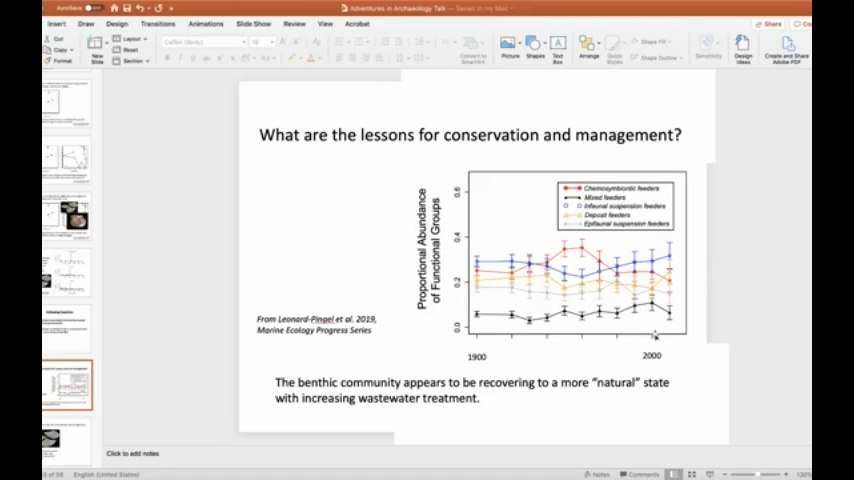 AutoSave OFF
Adventures in Archaeology Talk — Saved to my Mac
Insert Draw Design Transitions Animations Slide Show Review View Acrobat
Share
Cut
Copy
Format
New
Slide
Layout
Reset
Section
Calibri (Body)
Convert to
SmartArt
Picture
Shapes
Text
Box
Arrange
Quick
Styles
Shape Fill
Shape Outline
Sensitivity
Design
Ideas
Create and Share
Adobe PDF
What are the lessons for conservation and management?
Proportional Abundance
of Functional Groups
0.6
0.4
0.2
0.0
Chemosymbiontic feeders
Mixed feeders
Infaunal suspension feeders
Deposit feeders
Epifaunal suspension feeders
1900
2000
From Leonard-Pingel et al. 2019,
Marine Ecology Progress Series
The benthic community appears to be recovering to a more “natural” state
with increasing wastewater treatment.
Click to add notes
English (United States)
Notes
Comments